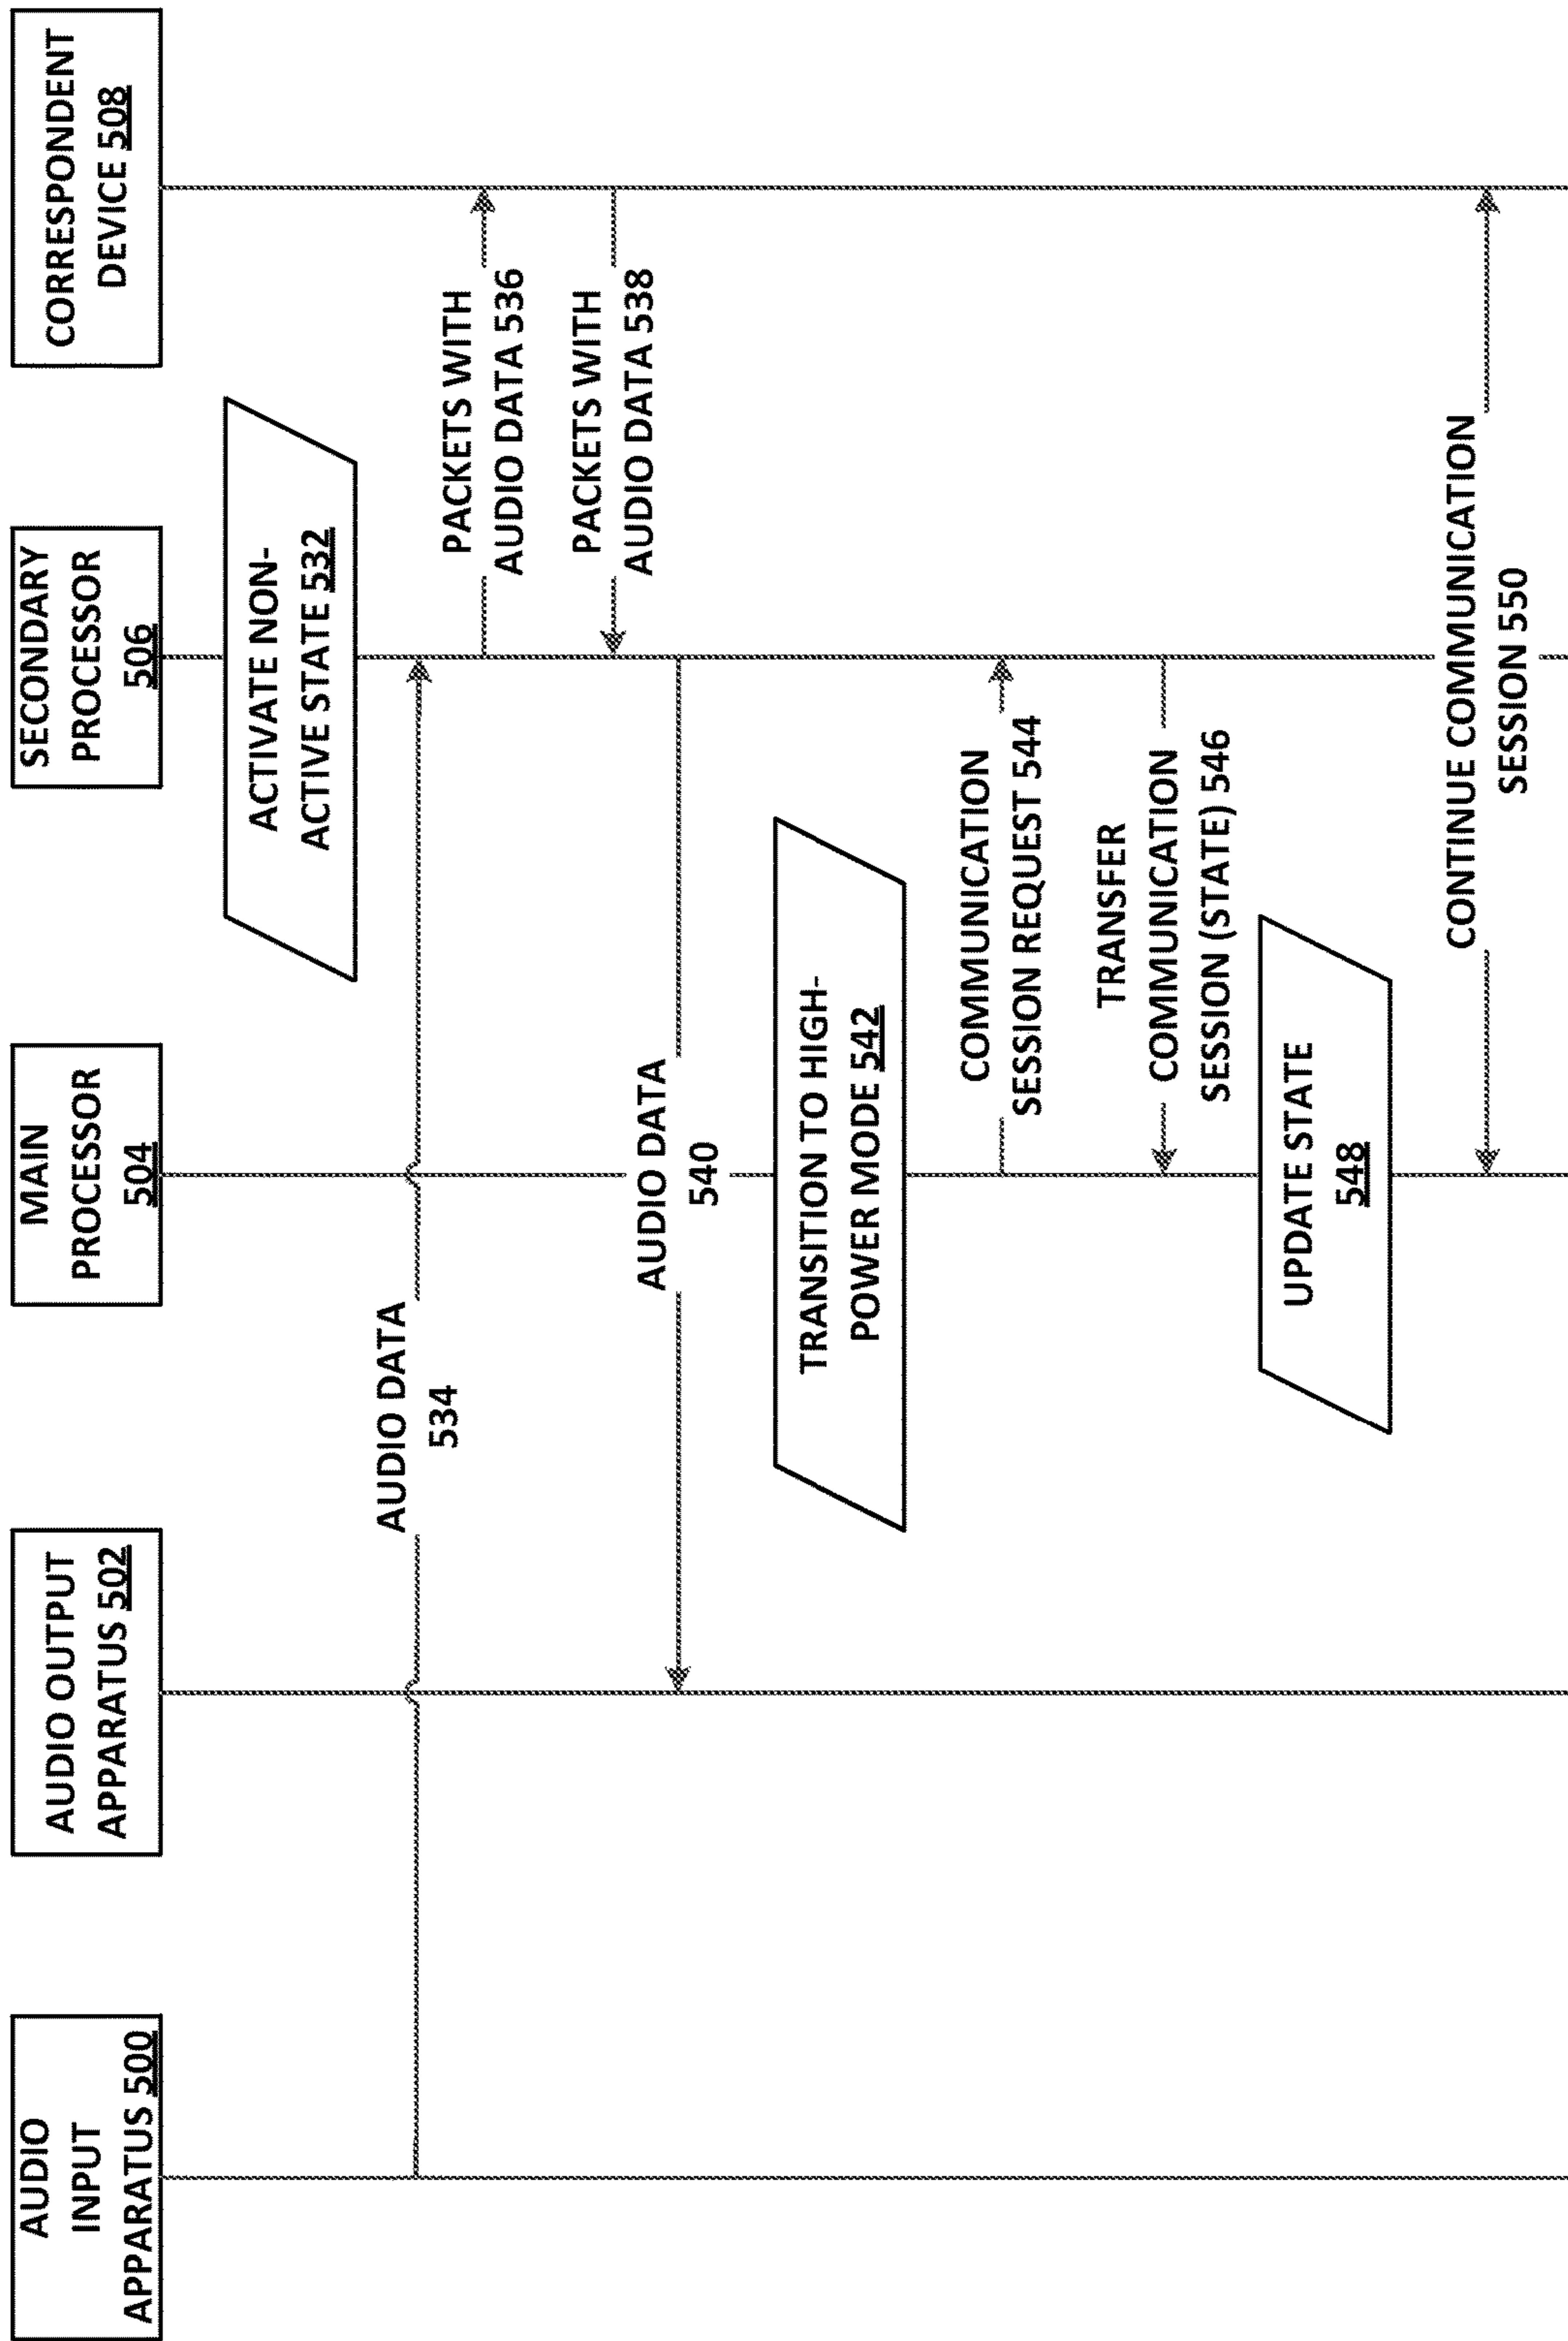 AUDIO
INPUT
APPARATUS 500
AUDIO OUTPUT
APPARATUS 502
MAIN
PROCESSOR
504
SECONDARY
PROCESSOR
506
CORRESPONDENT
DEVICE 508
ACTIVATE NON-
ACTIVE STATE 532
AUDIO DATA
534
PACKETS WITH
AUDIO DATA 536
PACKETS WITH
AUDIO DATA 538
AUDIO DATA
540
TRANSITION TO HIGH-
POWER MODE 542
COMMUNICATION
SESSION REQUEST 544
TRANSFER
COMMUNICATION
SESSION (STATE) 546
UPDATE STATE
548
CONTINUE COMMUNICATION
SESSION 550